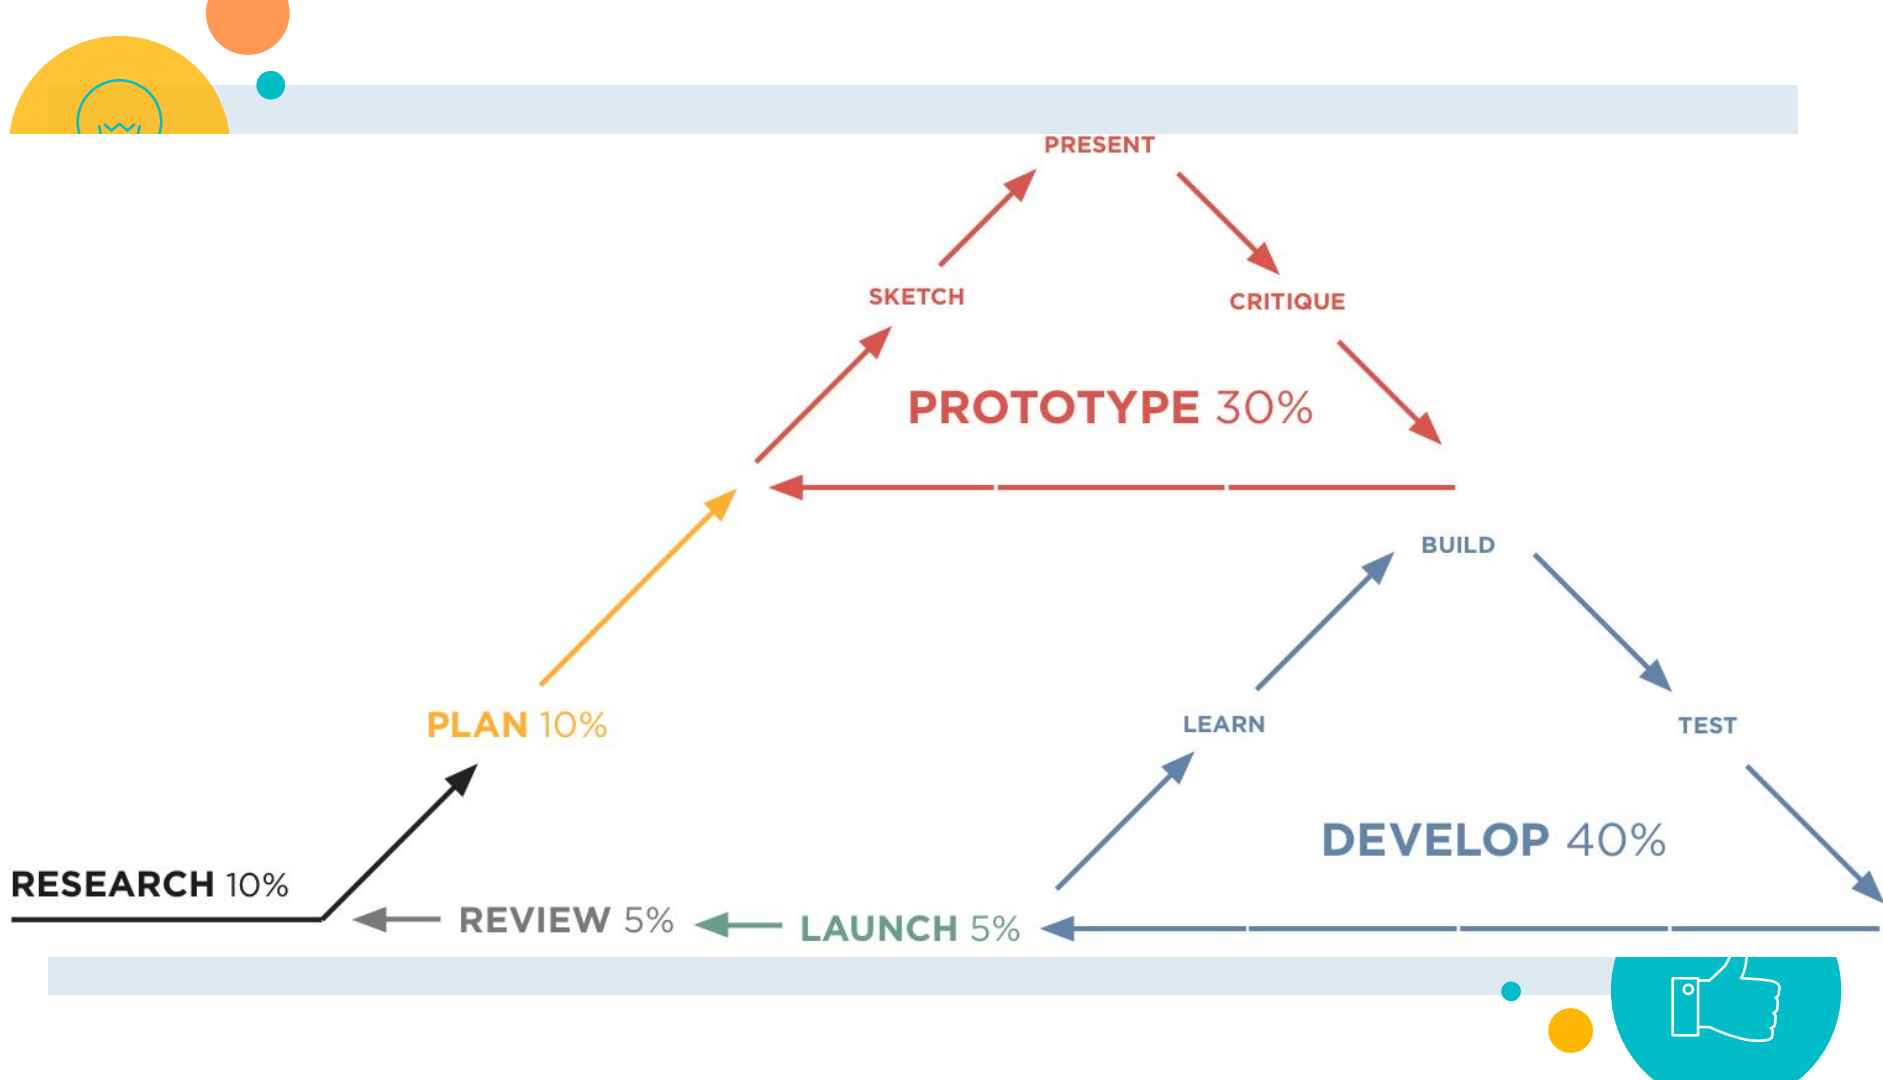 PRESENT
SKETCH
CRITIQUE
PROTOTYPE 30%
BUILD
PLAN 10%
LEARN
TEST
DEVELOP 40%
RESEARCH 10%
REVIEW 5%
LAUNCH 5%